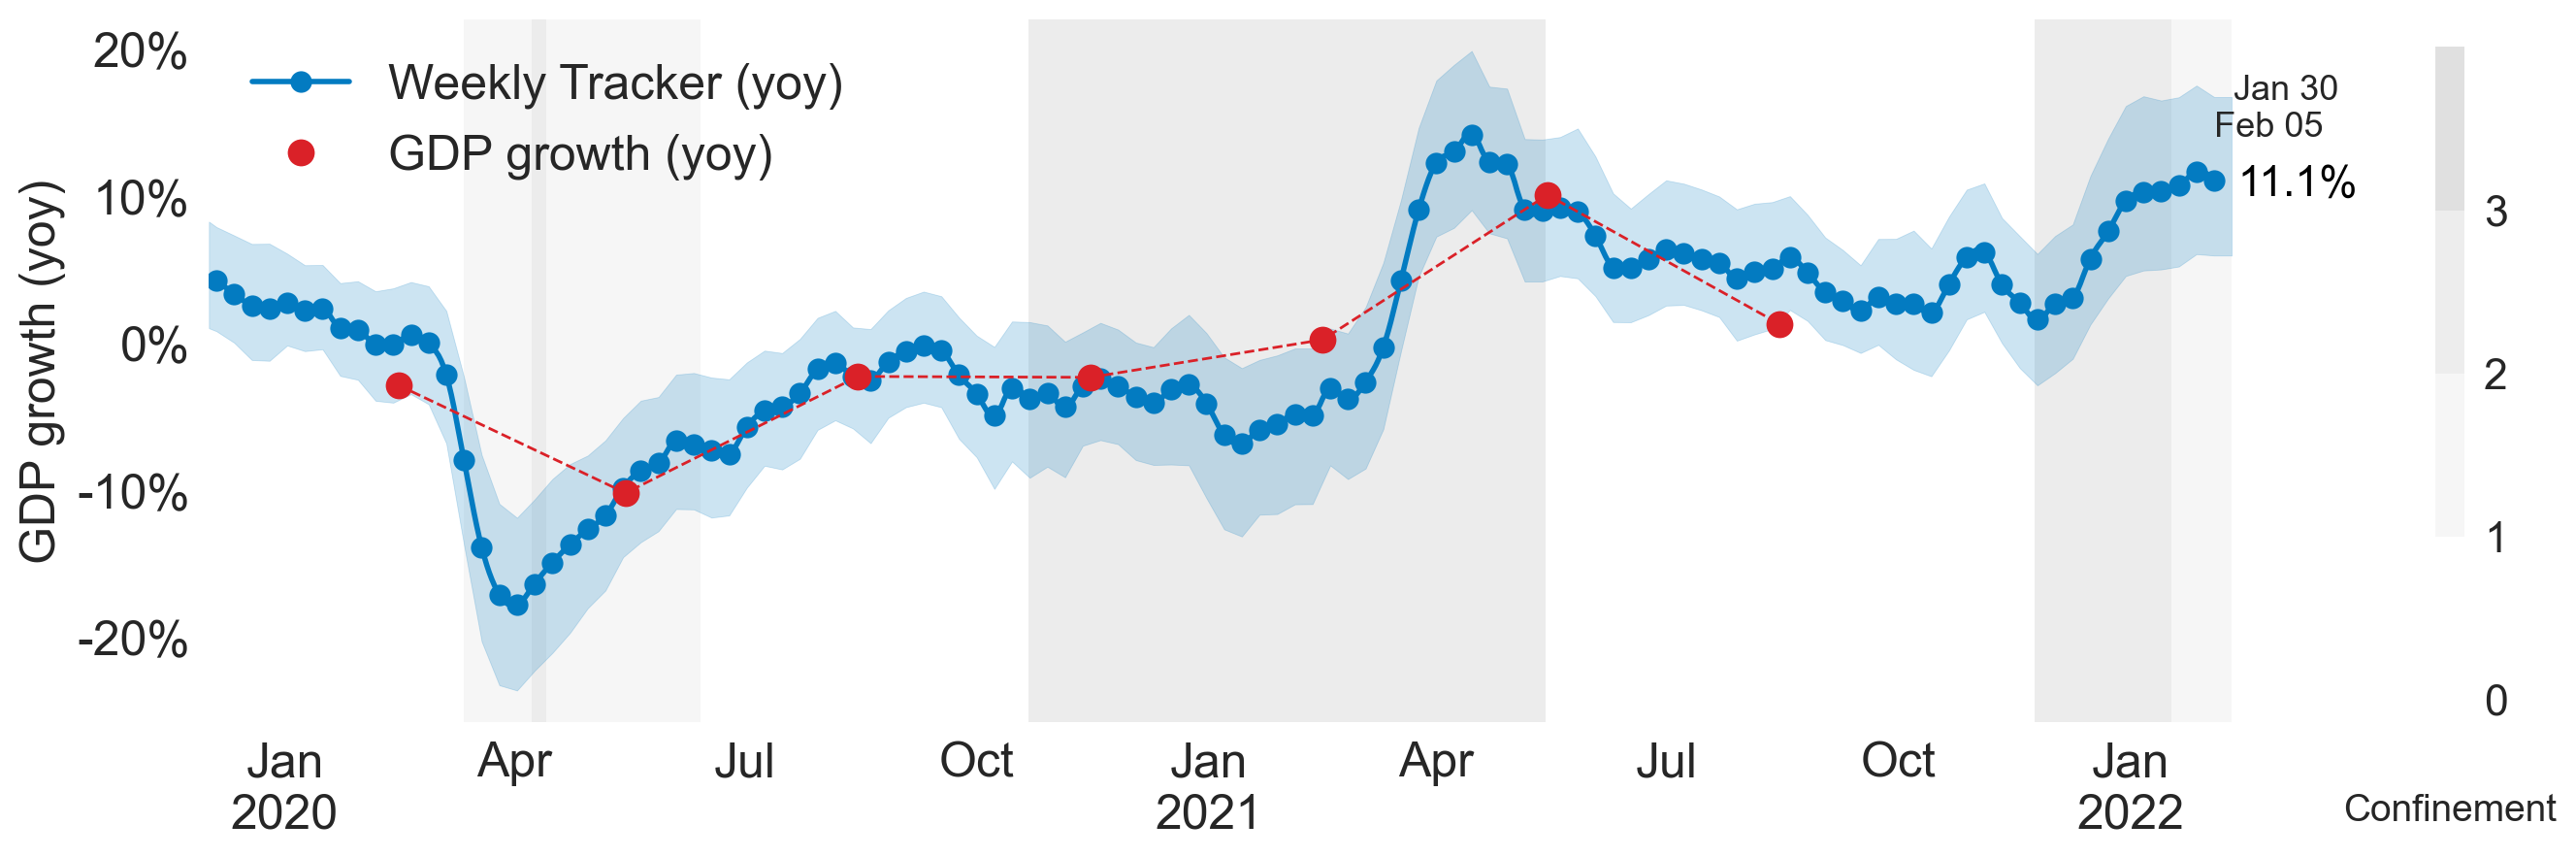 20%
10%
0%
-10%
-20%
GDP growth (yoy)
Weekly Tracker (yoy)
GDP growth (yoy)
Jan 30
Feb 05
11.1%
3
2
1
0
Jan
2020
Apr
Jul
Oct
Jan
2021
Apr
Jul
Oct
Jan
2022
Confinement